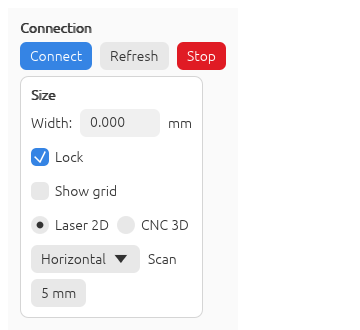 Connection
Connect Refresh Stop
Size
Width: 0.000 mm
Lock
Show grid
Laser 2D CNC 3D
Horizontal Scan
5 mm